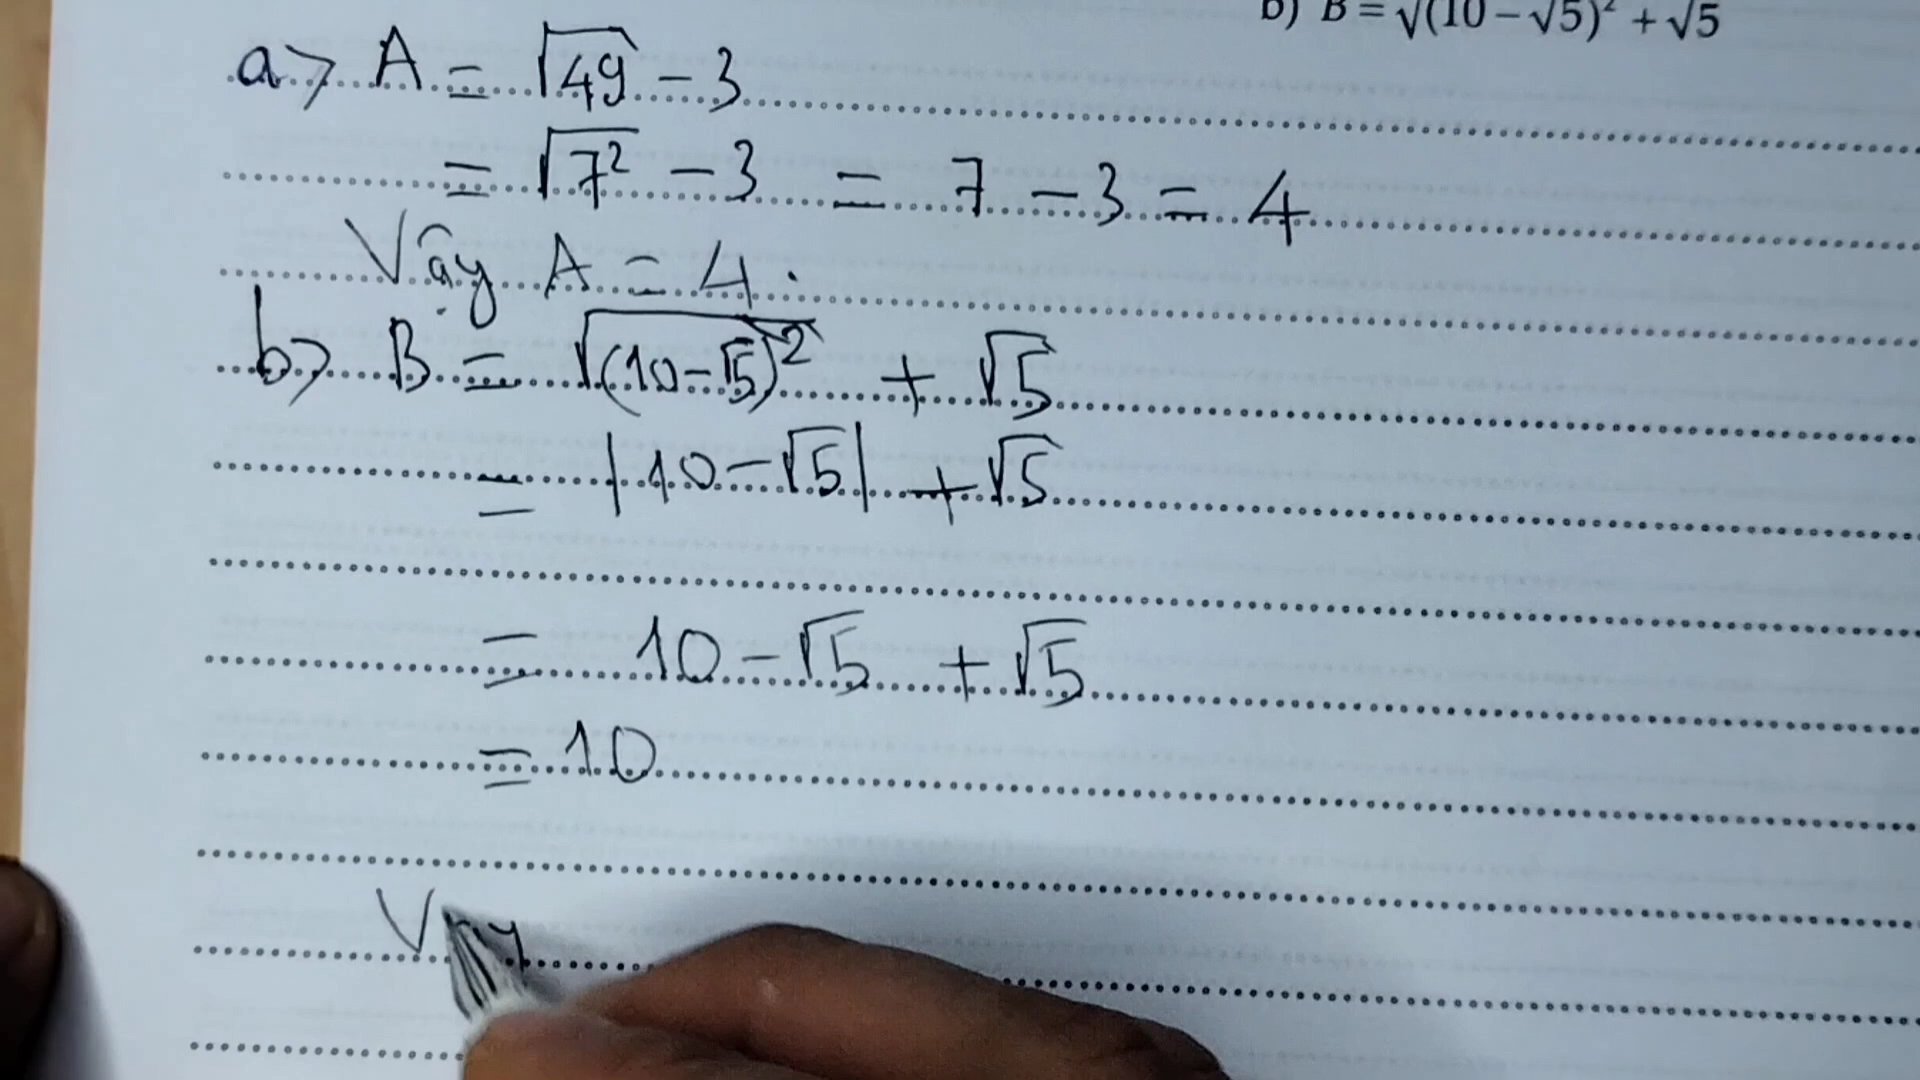 b) B = √(10 – √5)² + √5
a> A = √49 - 3
= √7² - 3 = 7 - 3 = 4
Vậy A = 4.
b> B = √(10-√5)² + √5
= |10-√5| + √5
= 10-√5 + √5
= 10
Vậy